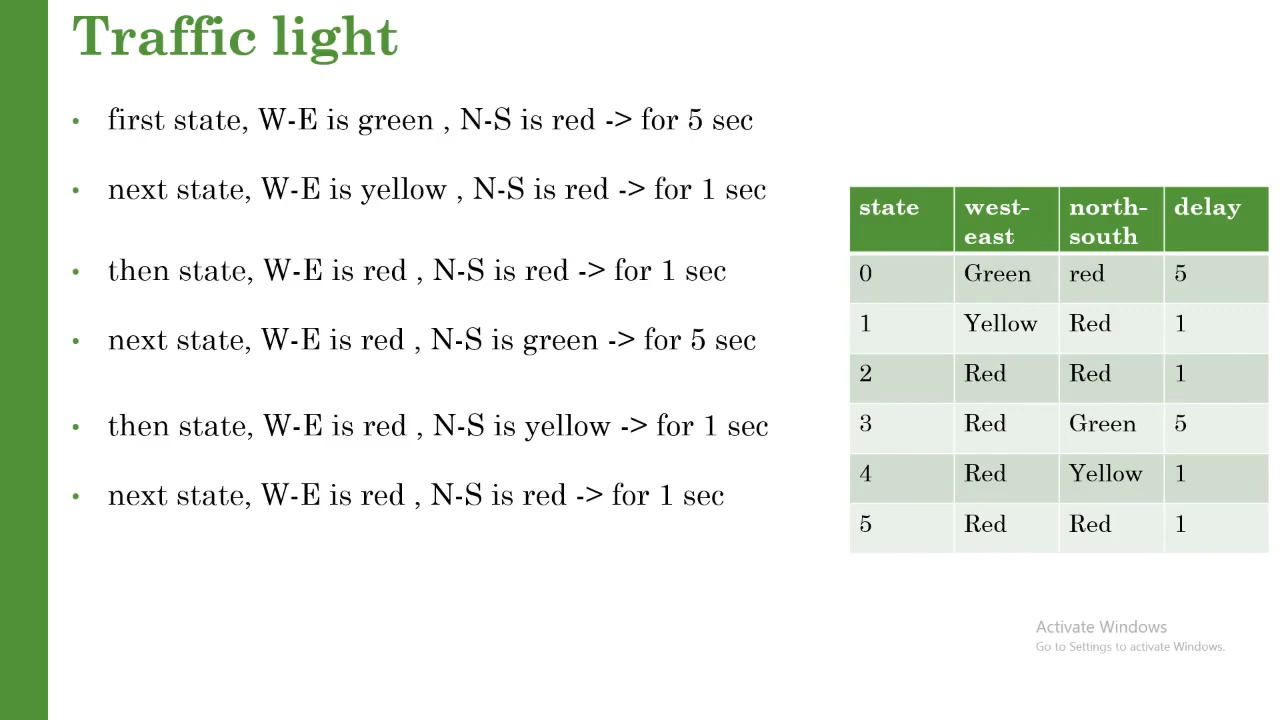 Traffic light
• first state, W-E is green , N-S is red -> for 5 sec
• next state, W-E is yellow , N-S is red -> for 1 sec
• then state, W-E is red , N-S is red -> for 1 sec
• next state, W-E is red , N-S is green -> for 5 sec
• then state, W-E is red , N-S is yellow -> for 1 sec
• next state, W-E is red , N-S is red -> for 1 sec
state west-east north-south delay
0 Green red 5
1 Yellow Red 1
2 Red Red 1
3 Red Green 5
4 Red Yellow 1
5 Red Red 1
Activate Windows
Go to Settings to activate Windows.